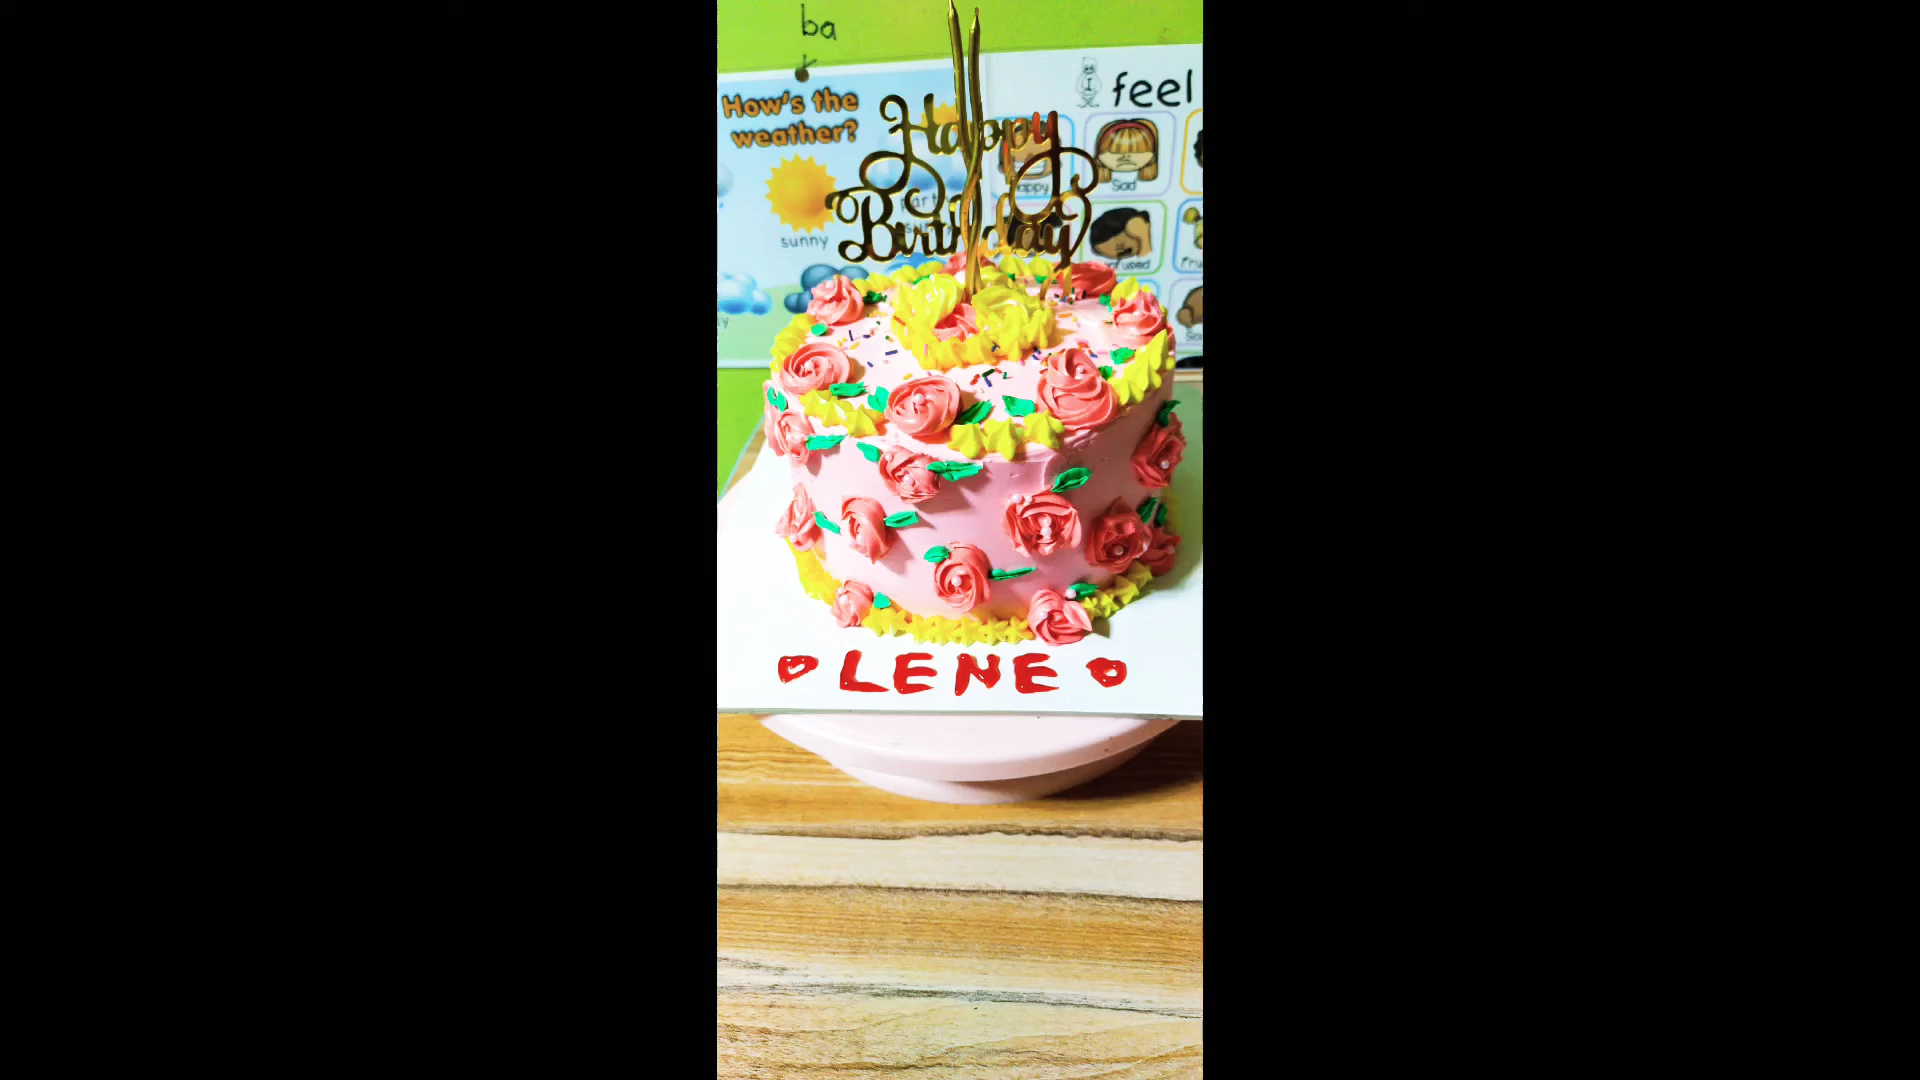 ba
How's the
weather?
I feel
Happy
Birthday
sunny
Sad
LENE